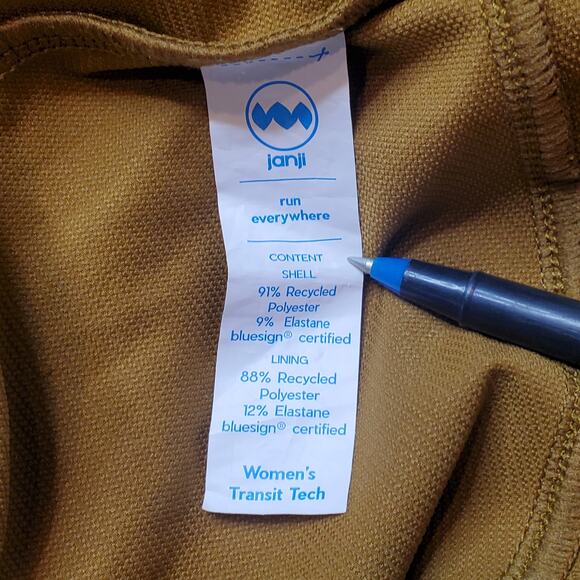 janji
run
everywhere
CONTENT
SHELL
91% Recycled
Polyester
9% Elastane
bluesign® certified
LINING
88% Recycled
Polyester
12% Elastane
bluesign® certified
Women's
Transit Tech